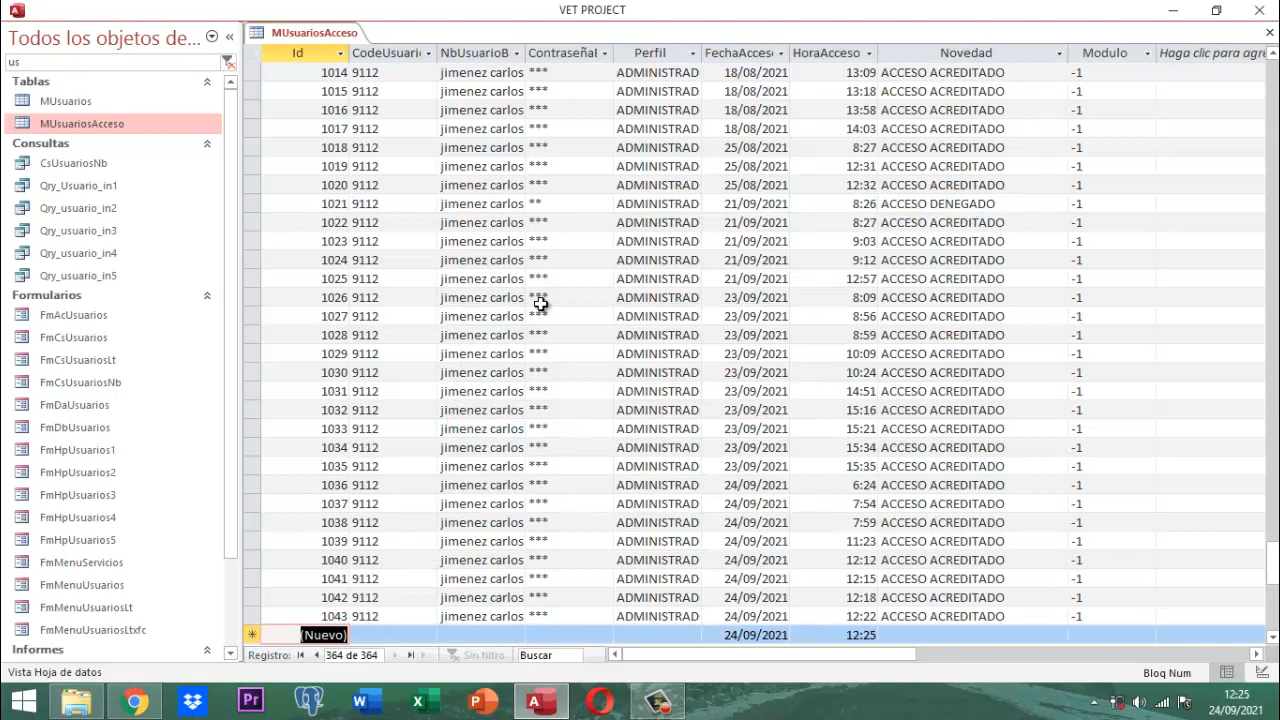 VET PROJECT
Todos los objetos de...
us
Tablas
MUsuarios
MUsuariosAcceso
Consultas
CsUsuariosNb
Qry_Usuario_in1
Qry_usuario_in2
Qry_usuario_in3
Qry_usuario_in4
Qry_usuario_in5
Formularios
FmAcUsuarios
FmCsUsuarios
FmCsUsuariosLt
FmCsUsuariosNb
FmDaUsuarios
FmDbUsuarios
FmHpUsuarios1
FmHpUsuarios2
FmHpUsuarios3
FmHpUsuarios4
FmHpUsuarios5
FmMenuServicios
FmMenuUsuarios
FmMenuUsuariosLt
FmMenuUsuariosLtxfc
Informes
MUsuariosAcceso
Id CodeUsuari NbUsuarioB Contraseñal Perfil FechaAcces HoraAcceso Novedad Modulo Haga clic para agre
1014 9112 jimenez carlos *** ADMINISTRAD 18/08/2021 13:09 ACCESO ACREDITADO -1
1015 9112 jimenez carlos *** ADMINISTRAD 18/08/2021 13:18 ACCESO ACREDITADO -1
1016 9112 jimenez carlos *** ADMINISTRAD 18/08/2021 13:58 ACCESO ACREDITADO -1
1017 9112 jimenez carlos *** ADMINISTRAD 18/08/2021 14:03 ACCESO ACREDITADO -1
1018 9112 jimenez carlos *** ADMINISTRAD 25/08/2021 8:27 ACCESO ACREDITADO -1
1019 9112 jimenez carlos *** ADMINISTRAD 25/08/2021 12:31 ACCESO ACREDITADO -1
1020 9112 jimenez carlos *** ADMINISTRAD 25/08/2021 12:32 ACCESO ACREDITADO -1
1021 9112 jimenez carlos ** ADMINISTRAD 21/09/2021 8:26 ACCESO DENEGADO -1
1022 9112 jimenez carlos *** ADMINISTRAD 21/09/2021 8:27 ACCESO ACREDITADO -1
1023 9112 jimenez carlos *** ADMINISTRAD 21/09/2021 9:03 ACCESO ACREDITADO -1
1024 9112 jimenez carlos *** ADMINISTRAD 21/09/2021 9:12 ACCESO ACREDITADO -1
1025 9112 jimenez carlos *** ADMINISTRAD 21/09/2021 12:57 ACCESO ACREDITADO -1
1026 9112 jimenez carlos *** ADMINISTRAD 23/09/2021 8:09 ACCESO ACREDITADO -1
1027 9112 jimenez carlos *** ADMINISTRAD 23/09/2021 8:56 ACCESO ACREDITADO -1
1028 9112 jimenez carlos *** ADMINISTRAD 23/09/2021 8:59 ACCESO ACREDITADO -1
1029 9112 jimenez carlos *** ADMINISTRAD 23/09/2021 10:09 ACCESO ACREDITADO -1
1030 9112 jimenez carlos *** ADMINISTRAD 23/09/2021 10:24 ACCESO ACREDITADO -1
1031 9112 jimenez carlos *** ADMINISTRAD 23/09/2021 14:51 ACCESO ACREDITADO -1
1032 9112 jimenez carlos *** ADMINISTRAD 23/09/2021 15:16 ACCESO ACREDITADO -1
1033 9112 jimenez carlos *** ADMINISTRAD 23/09/2021 15:21 ACCESO ACREDITADO -1
1034 9112 jimenez carlos *** ADMINISTRAD 23/09/2021 15:34 ACCESO ACREDITADO -1
1035 9112 jimenez carlos *** ADMINISTRAD 23/09/2021 15:35 ACCESO ACREDITADO -1
1036 9112 jimenez carlos *** ADMINISTRAD 24/09/2021 6:24 ACCESO ACREDITADO -1
1037 9112 jimenez carlos *** ADMINISTRAD 24/09/2021 7:54 ACCESO ACREDITADO -1
1038 9112 jimenez carlos *** ADMINISTRAD 24/09/2021 7:59 ACCESO ACREDITADO -1
1039 9112 jimenez carlos *** ADMINISTRAD 24/09/2021 11:23 ACCESO ACREDITADO -1
1040 9112 jimenez carlos *** ADMINISTRAD 24/09/2021 12:12 ACCESO ACREDITADO -1
1041 9112 jimenez carlos *** ADMINISTRAD 24/09/2021 12:15 ACCESO ACREDITADO -1
1042 9112 jimenez carlos *** ADMINISTRAD 24/09/2021 12:18 ACCESO ACREDITADO -1
1043 9112 jimenez carlos *** ADMINISTRAD 24/09/2021 12:22 ACCESO ACREDITADO -1
(Nuevo) 24/09/2021 12:25
Registro: 364 de 364 Sin filtro Buscar
Vista Hoja de datos
Bloq Num
12:25
24/09/2021